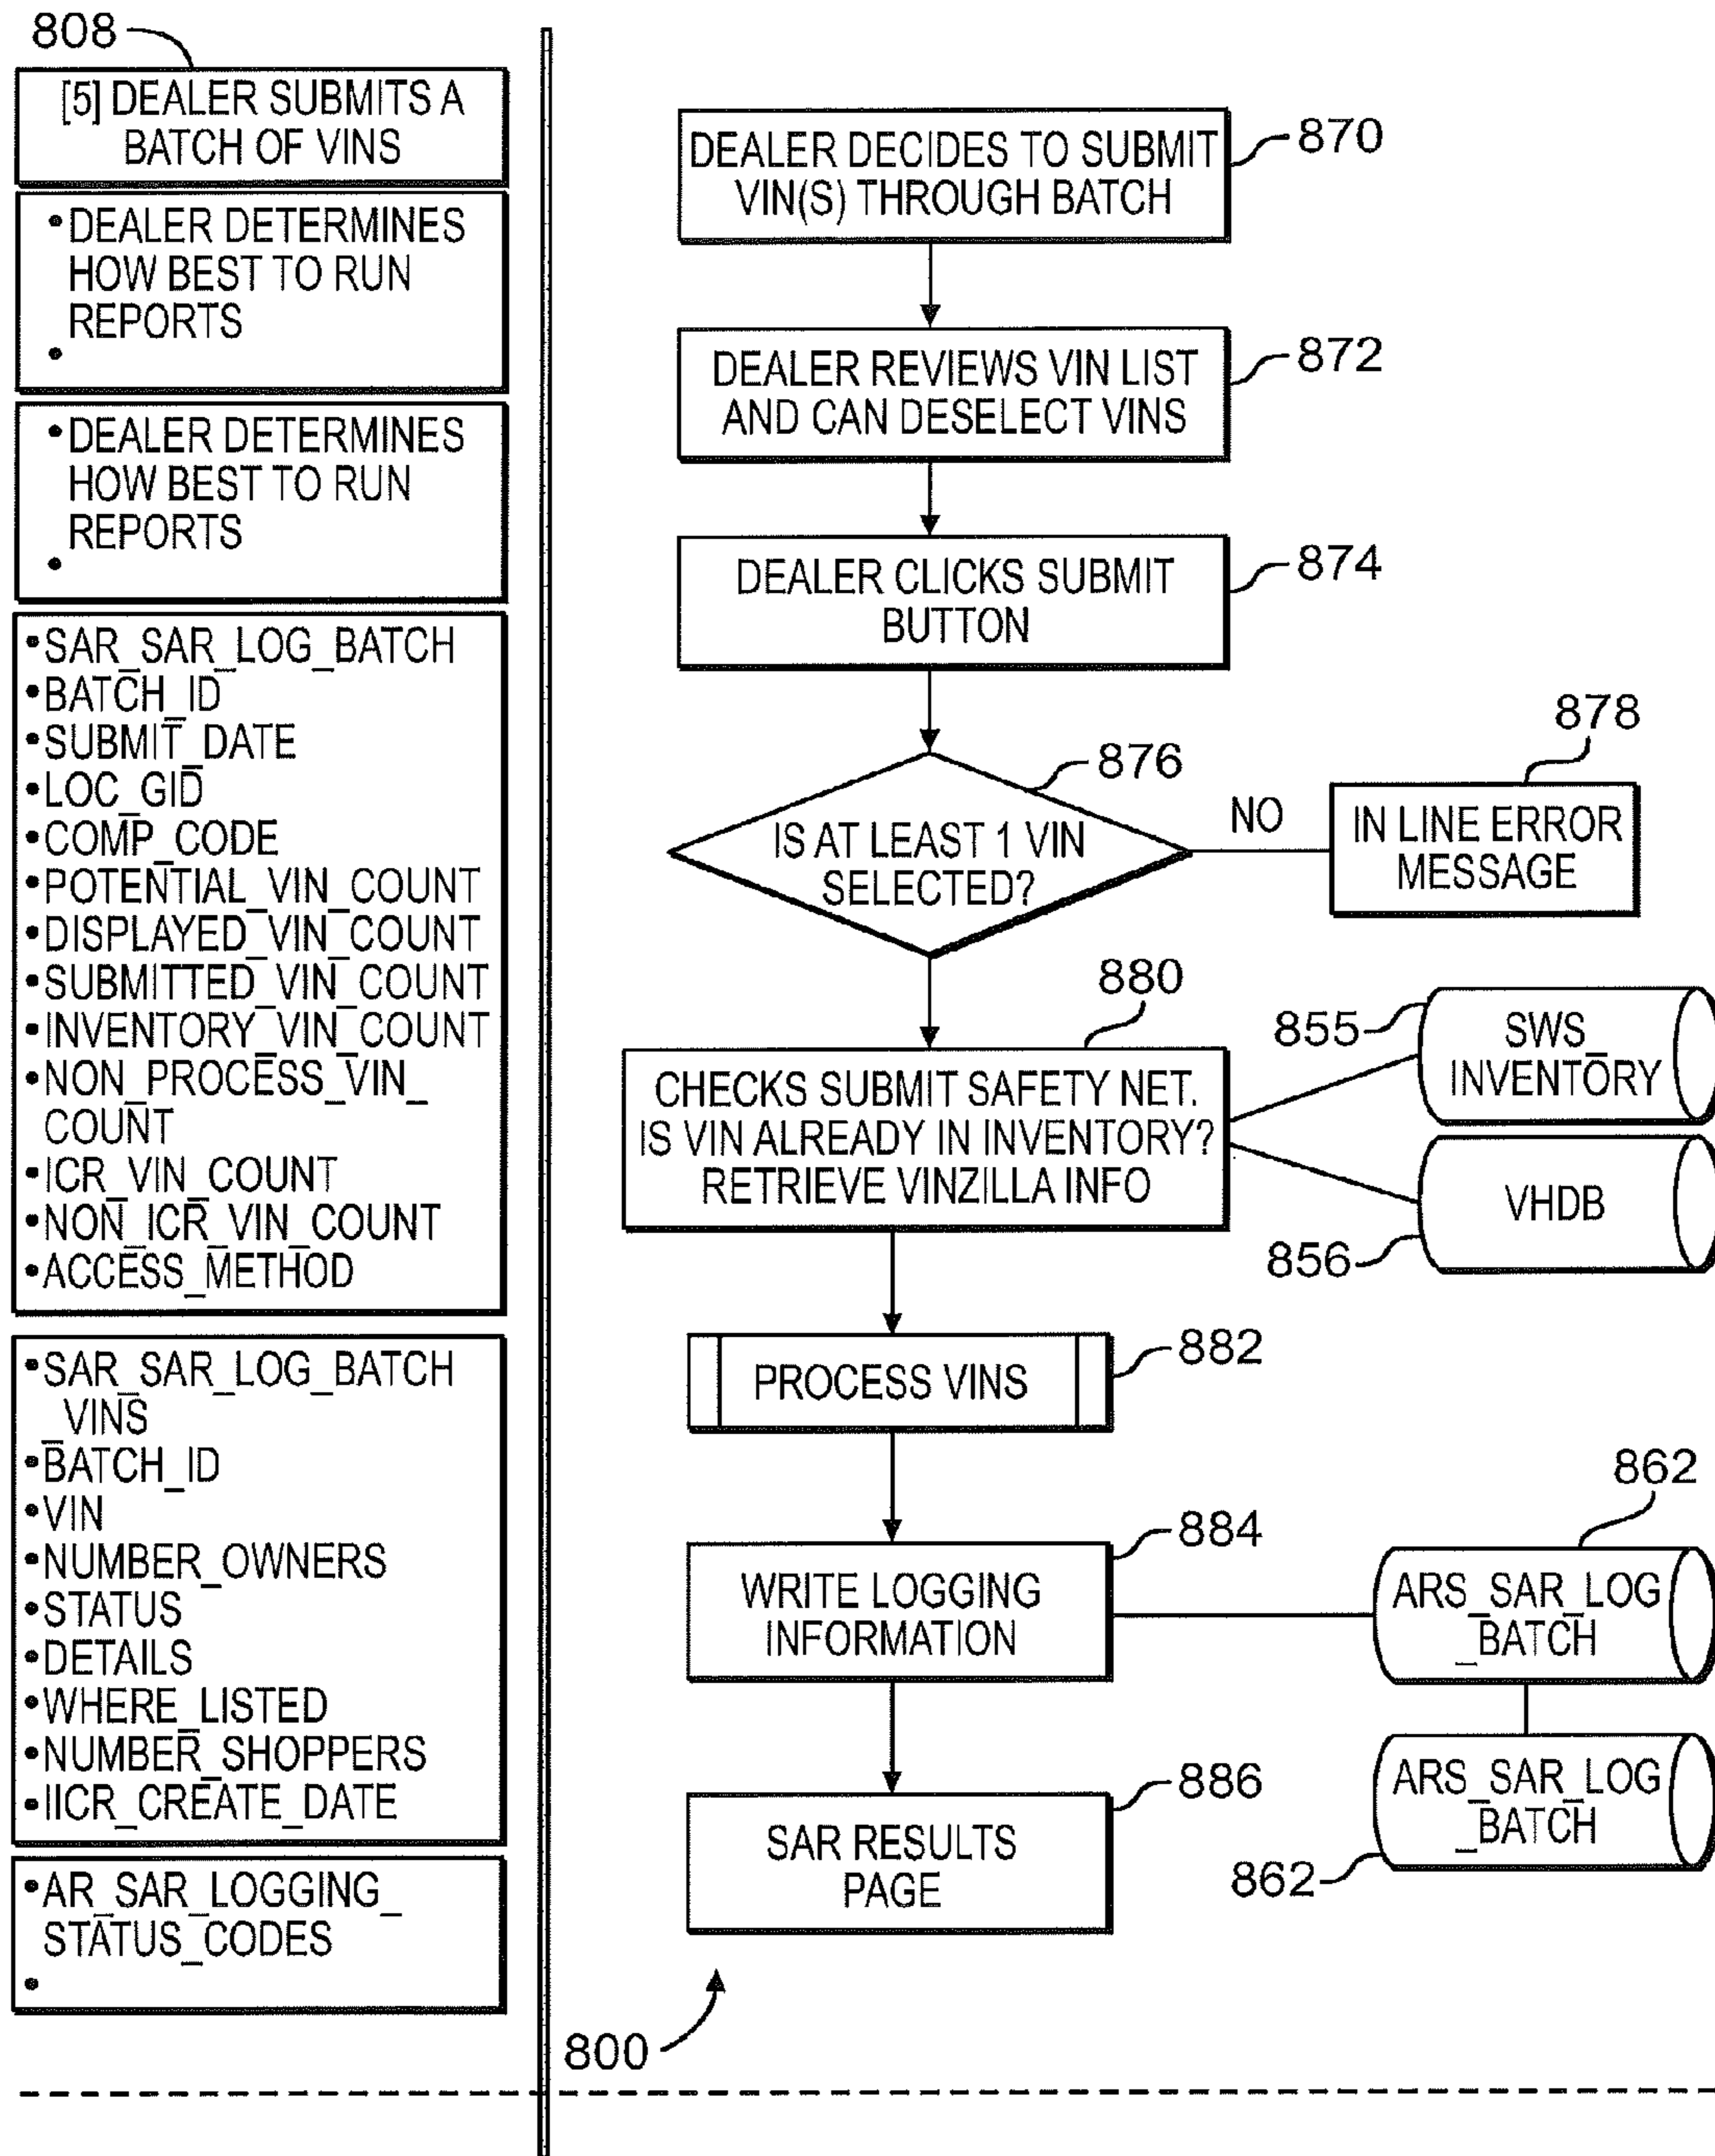 808
[5] DEALER SUBMITS A
BATCH OF VINS
•DEALER DETERMINES
HOW BEST TO RUN
REPORTS
•
•DEALER DETERMINES
HOW BEST TO RUN
REPORTS
•
•SAR_SAR_LOG_BATCH
•BATCH_ID
•SUBMIT_DATE
•LOC_GID
•COMP_CODE
•POTENTIAL_VIN_COUNT
•DISPLAYED_VIN_COUNT
•SUBMITTED_VIN_COUNT
•INVENTORY_VIN_COUNT
•NON_PROCESS_VIN_
COUNT
•ICR_VIN_COUNT
•NON_ICR_VIN_COUNT
•ACCESS_METHOD
•SAR_SAR_LOG_BATCH
_VINS
•BATCH_ID
•VIN
•NUMBER_OWNERS
•STATUS
•DETAILS
•WHERE_LISTED
•NUMBER_SHOPPERS
•IICR_CREATE_DATE
•AR_SAR_LOGGING_
STATUS_CODES
•
DEALER DECIDES TO SUBMIT
VIN(S) THROUGH BATCH
870
DEALER REVIEWS VIN LIST
AND CAN DESELECT VINS
872
DEALER CLICKS SUBMIT
BUTTON
874
IS AT LEAST 1 VIN
SELECTED?
876
NO
878
IN LINE ERROR
MESSAGE
880
CHECKS SUBMIT SAFETY NET.
IS VIN ALREADY IN INVENTORY?
RETRIEVE VINZILLA INFO
855
SWS_
INVENTORY
VHDB
856
PROCESS VINS
882
WRITE LOGGING
INFORMATION
884
862
ARS_SAR_LOG
_BATCH
ARS_SAR_LOG
_BATCH
862
SAR RESULTS
PAGE
886
800